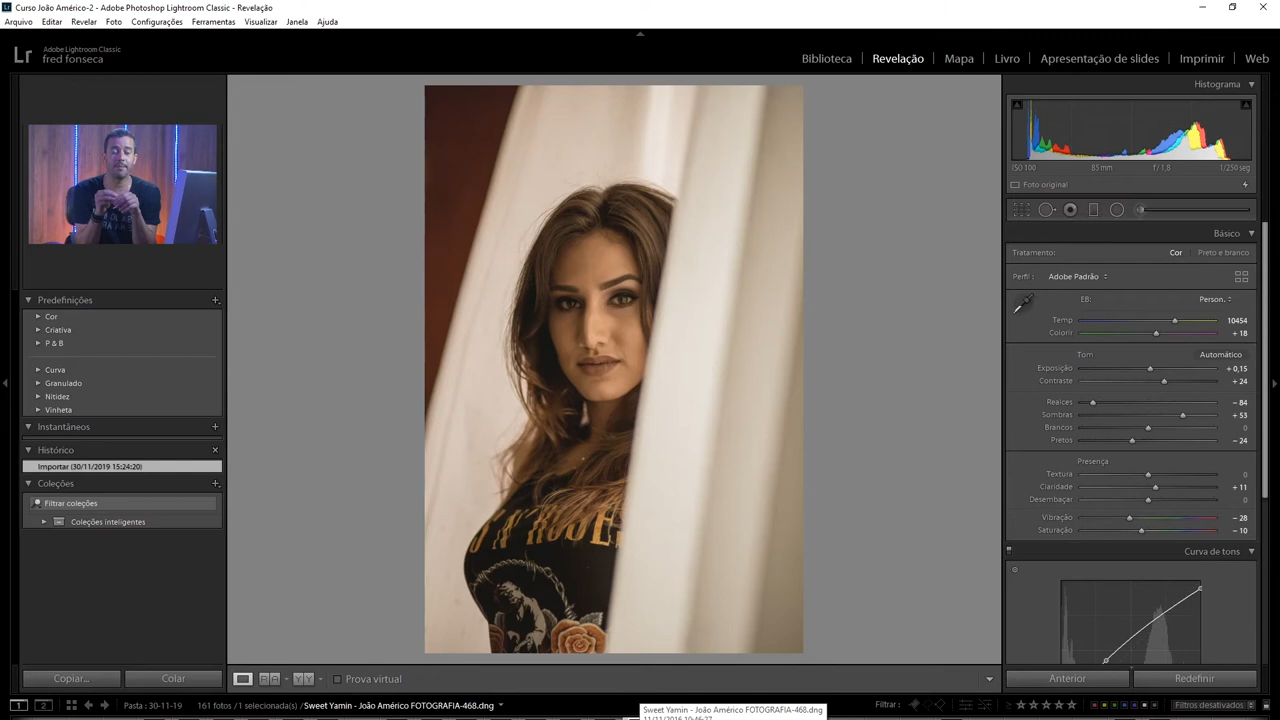 Curso João Américo-2 - Adobe Photoshop Lightroom Classic - Revelação
Arquivo Editar Revelar Foto Configurações Ferramentas Visualizar Janela Ajuda
Lr Adobe Lightroom Classic
fred fonseca
Biblioteca | Revelação | Mapa | Livro | Apresentação de slides | Imprimir | Web
Histograma
ISO 100 85 mm f / 1,8 1/250 seg
Foto original
Básico
Tratamento: Cor Preto e branco
Perfil: Adobe Padrão
EB: Person.
Temp 10454
Colorir + 18
Tom Automático
Exposição + 0,15
Contraste + 24
Realces − 84
Sombras + 53
Brancos 0
Pretos − 24
Presença
Textura 0
Claridade + 11
Desembaçar 0
Vibração − 28
Saturação − 10
Curva de tons
Predefinições
Cor
Criativa
P & B
Curva
Granulado
Nitidez
Vinheta
Instantâneos
Histórico
Importar (30/11/2019 15:24:20)
Coleções
Filtrar coleções
Coleções inteligentes
Copiar... Colar
Prova virtual
Anterior Redefinir
1 2 Pasta : 30-11-19 161 fotos /1 selecionada(s) /Sweet Yamin - João Américo FOTOGRAFIA-468.dng
Sweet Yamin - João Américo FOTOGRAFIA-468.dng
Filtrar : Filtros desativados